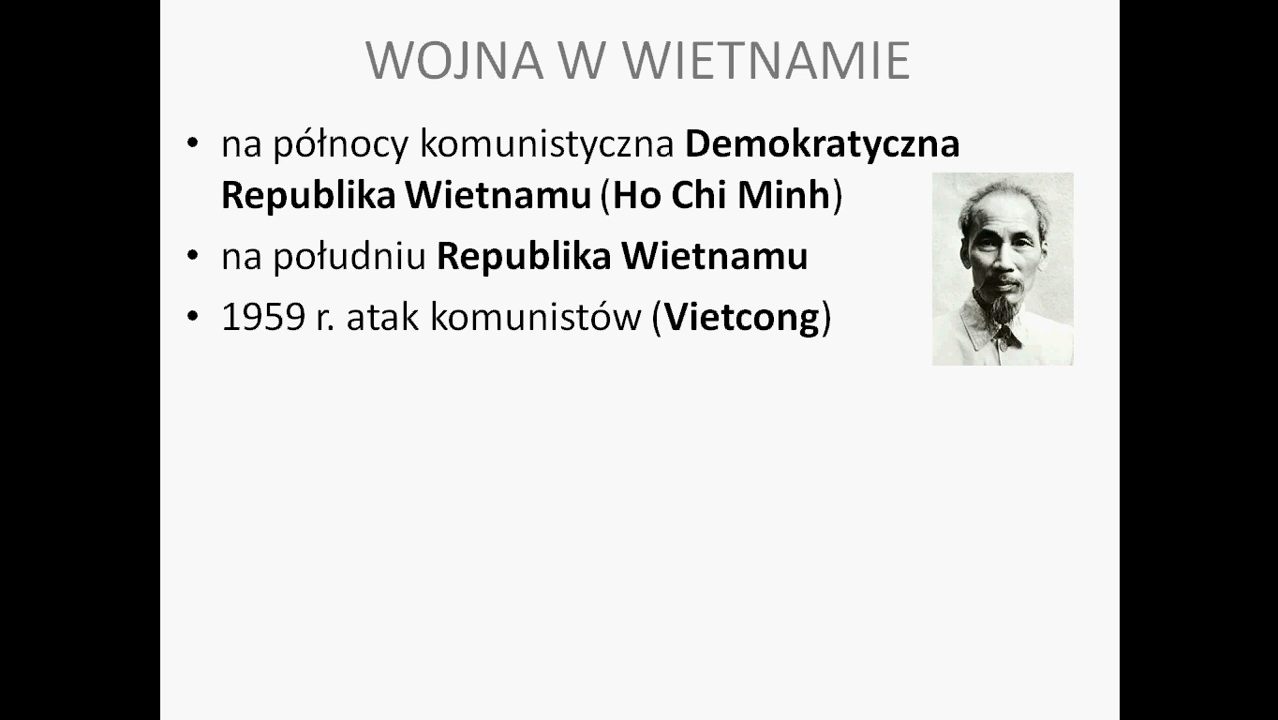 WOJNA W WIETNAMIE
• na północy komunistyczna Demokratyczna
Republika Wietnamu (Ho Chi Minh)
• na południu Republika Wietnamu
• 1959 r. atak komunistów (Vietcong)